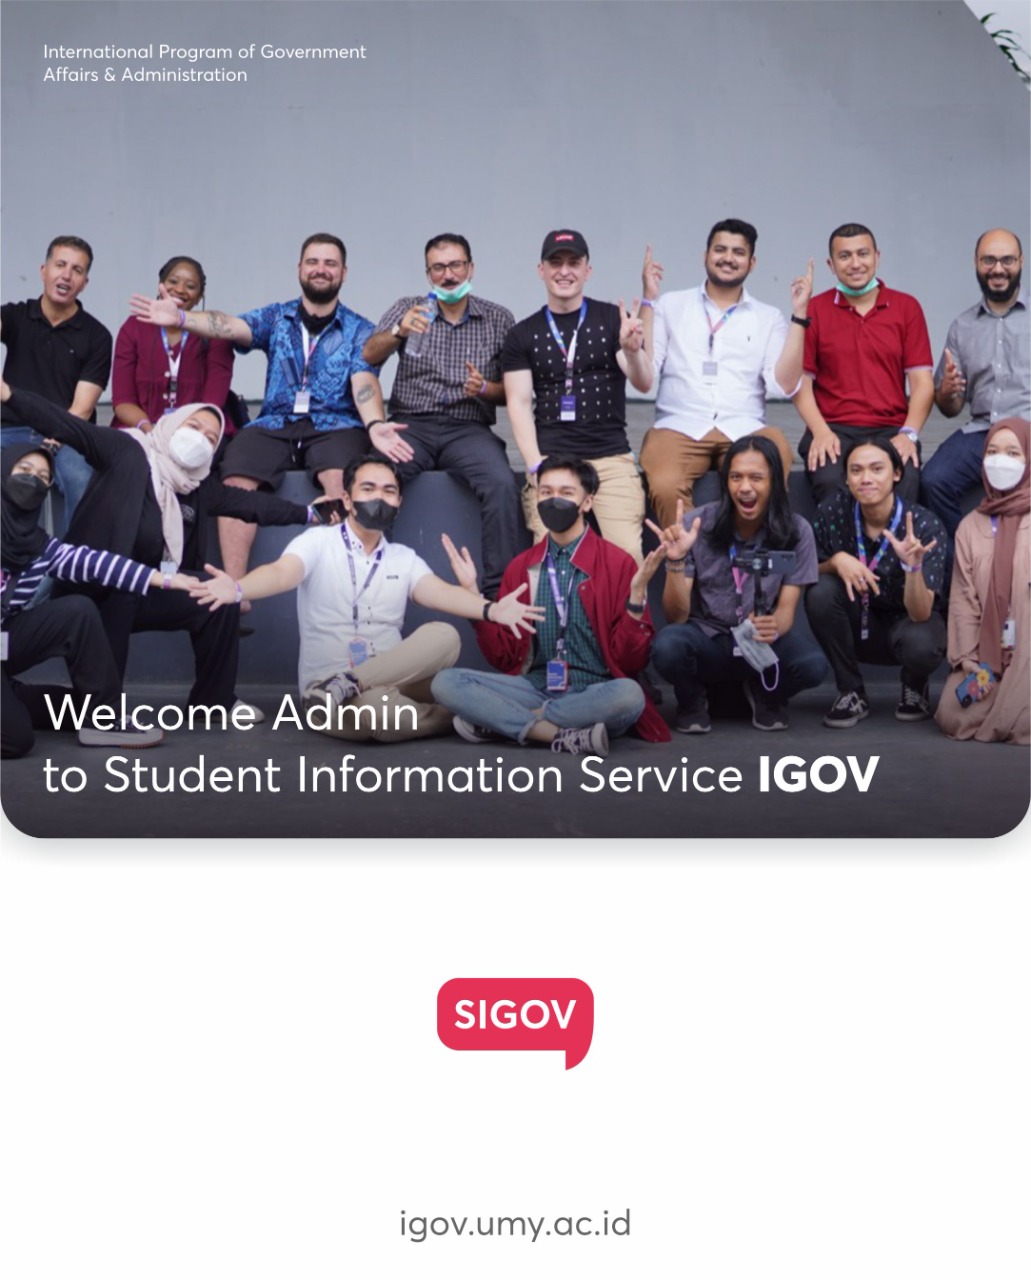 International Program of Government
Affairs & Administration
Welcome Admin
to Student Information Service IGOV
SIGOV
igov.umy.ac.id